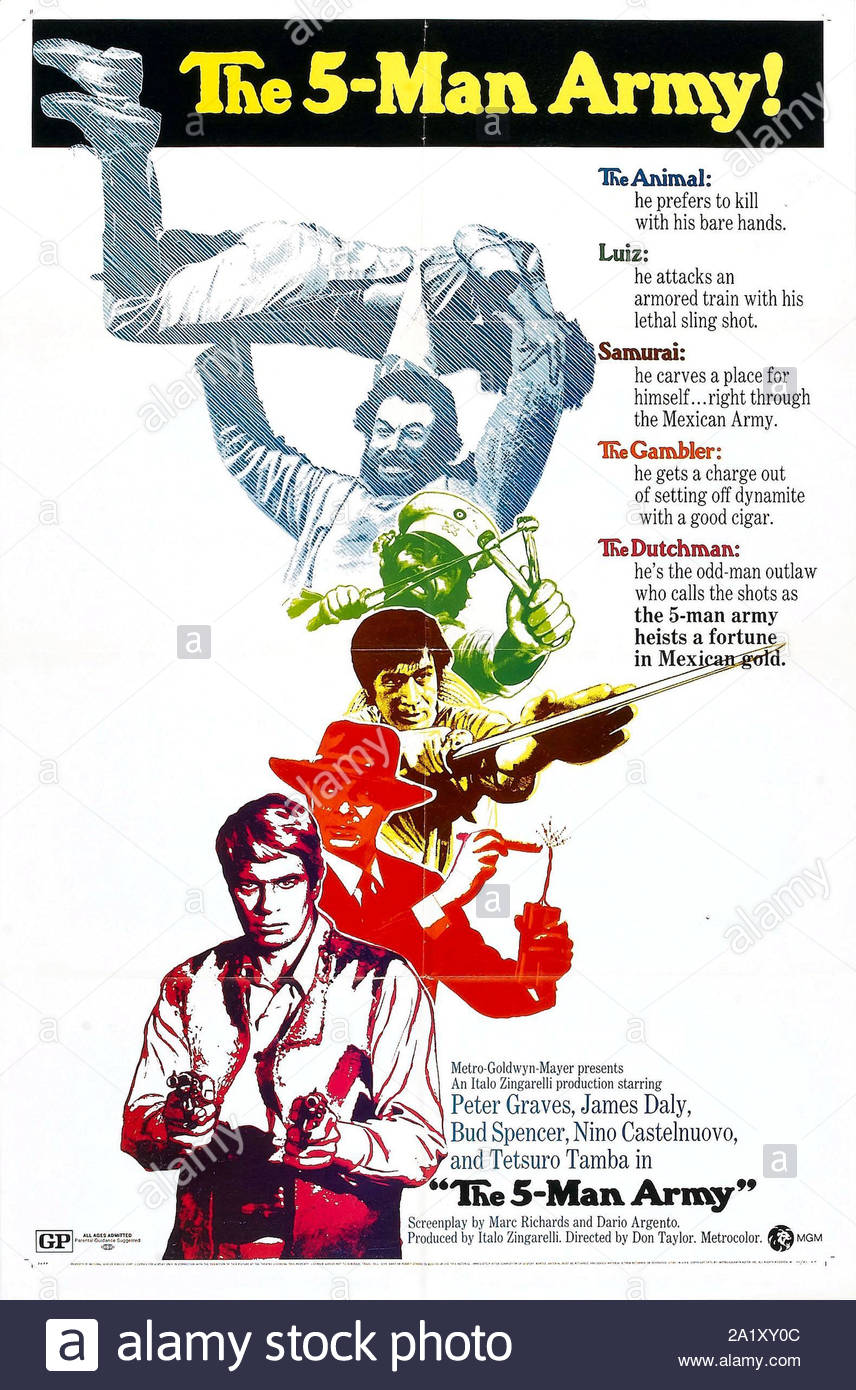 The 5-Man Army!
The Animal:
he prefers to kill
with his bare hands.
Luiz:
he attacks an
armored train with his
lethal sling shot.
Samurai:
he carves a place for
himself...right through
the Mexican Army.
The Gambler:
he gets a charge out
of setting off dynamite
with a good cigar.
The Dutchman:
he's the odd-man outlaw
who calls the shots as
the 5-man army
heists a fortune
in Mexican gold.
Metro-Goldwyn-Mayer presents
An Italo Zingarelli production starring
Peter Graves, James Daly,
Bud Spencer, Nino Castelnuovo,
and Tetsuro Tamba in
"The 5-Man Army"
Screenplay by Marc Richards and Dario Argento.
Produced by Italo Zingarelli. Directed by Don Taylor. Metrocolor.
MGM
GP
ALL AGES ADMITTED
Parental Guidance Suggested
alamy
a
alamy stock photo
2A1XY0C
www.alamy.com